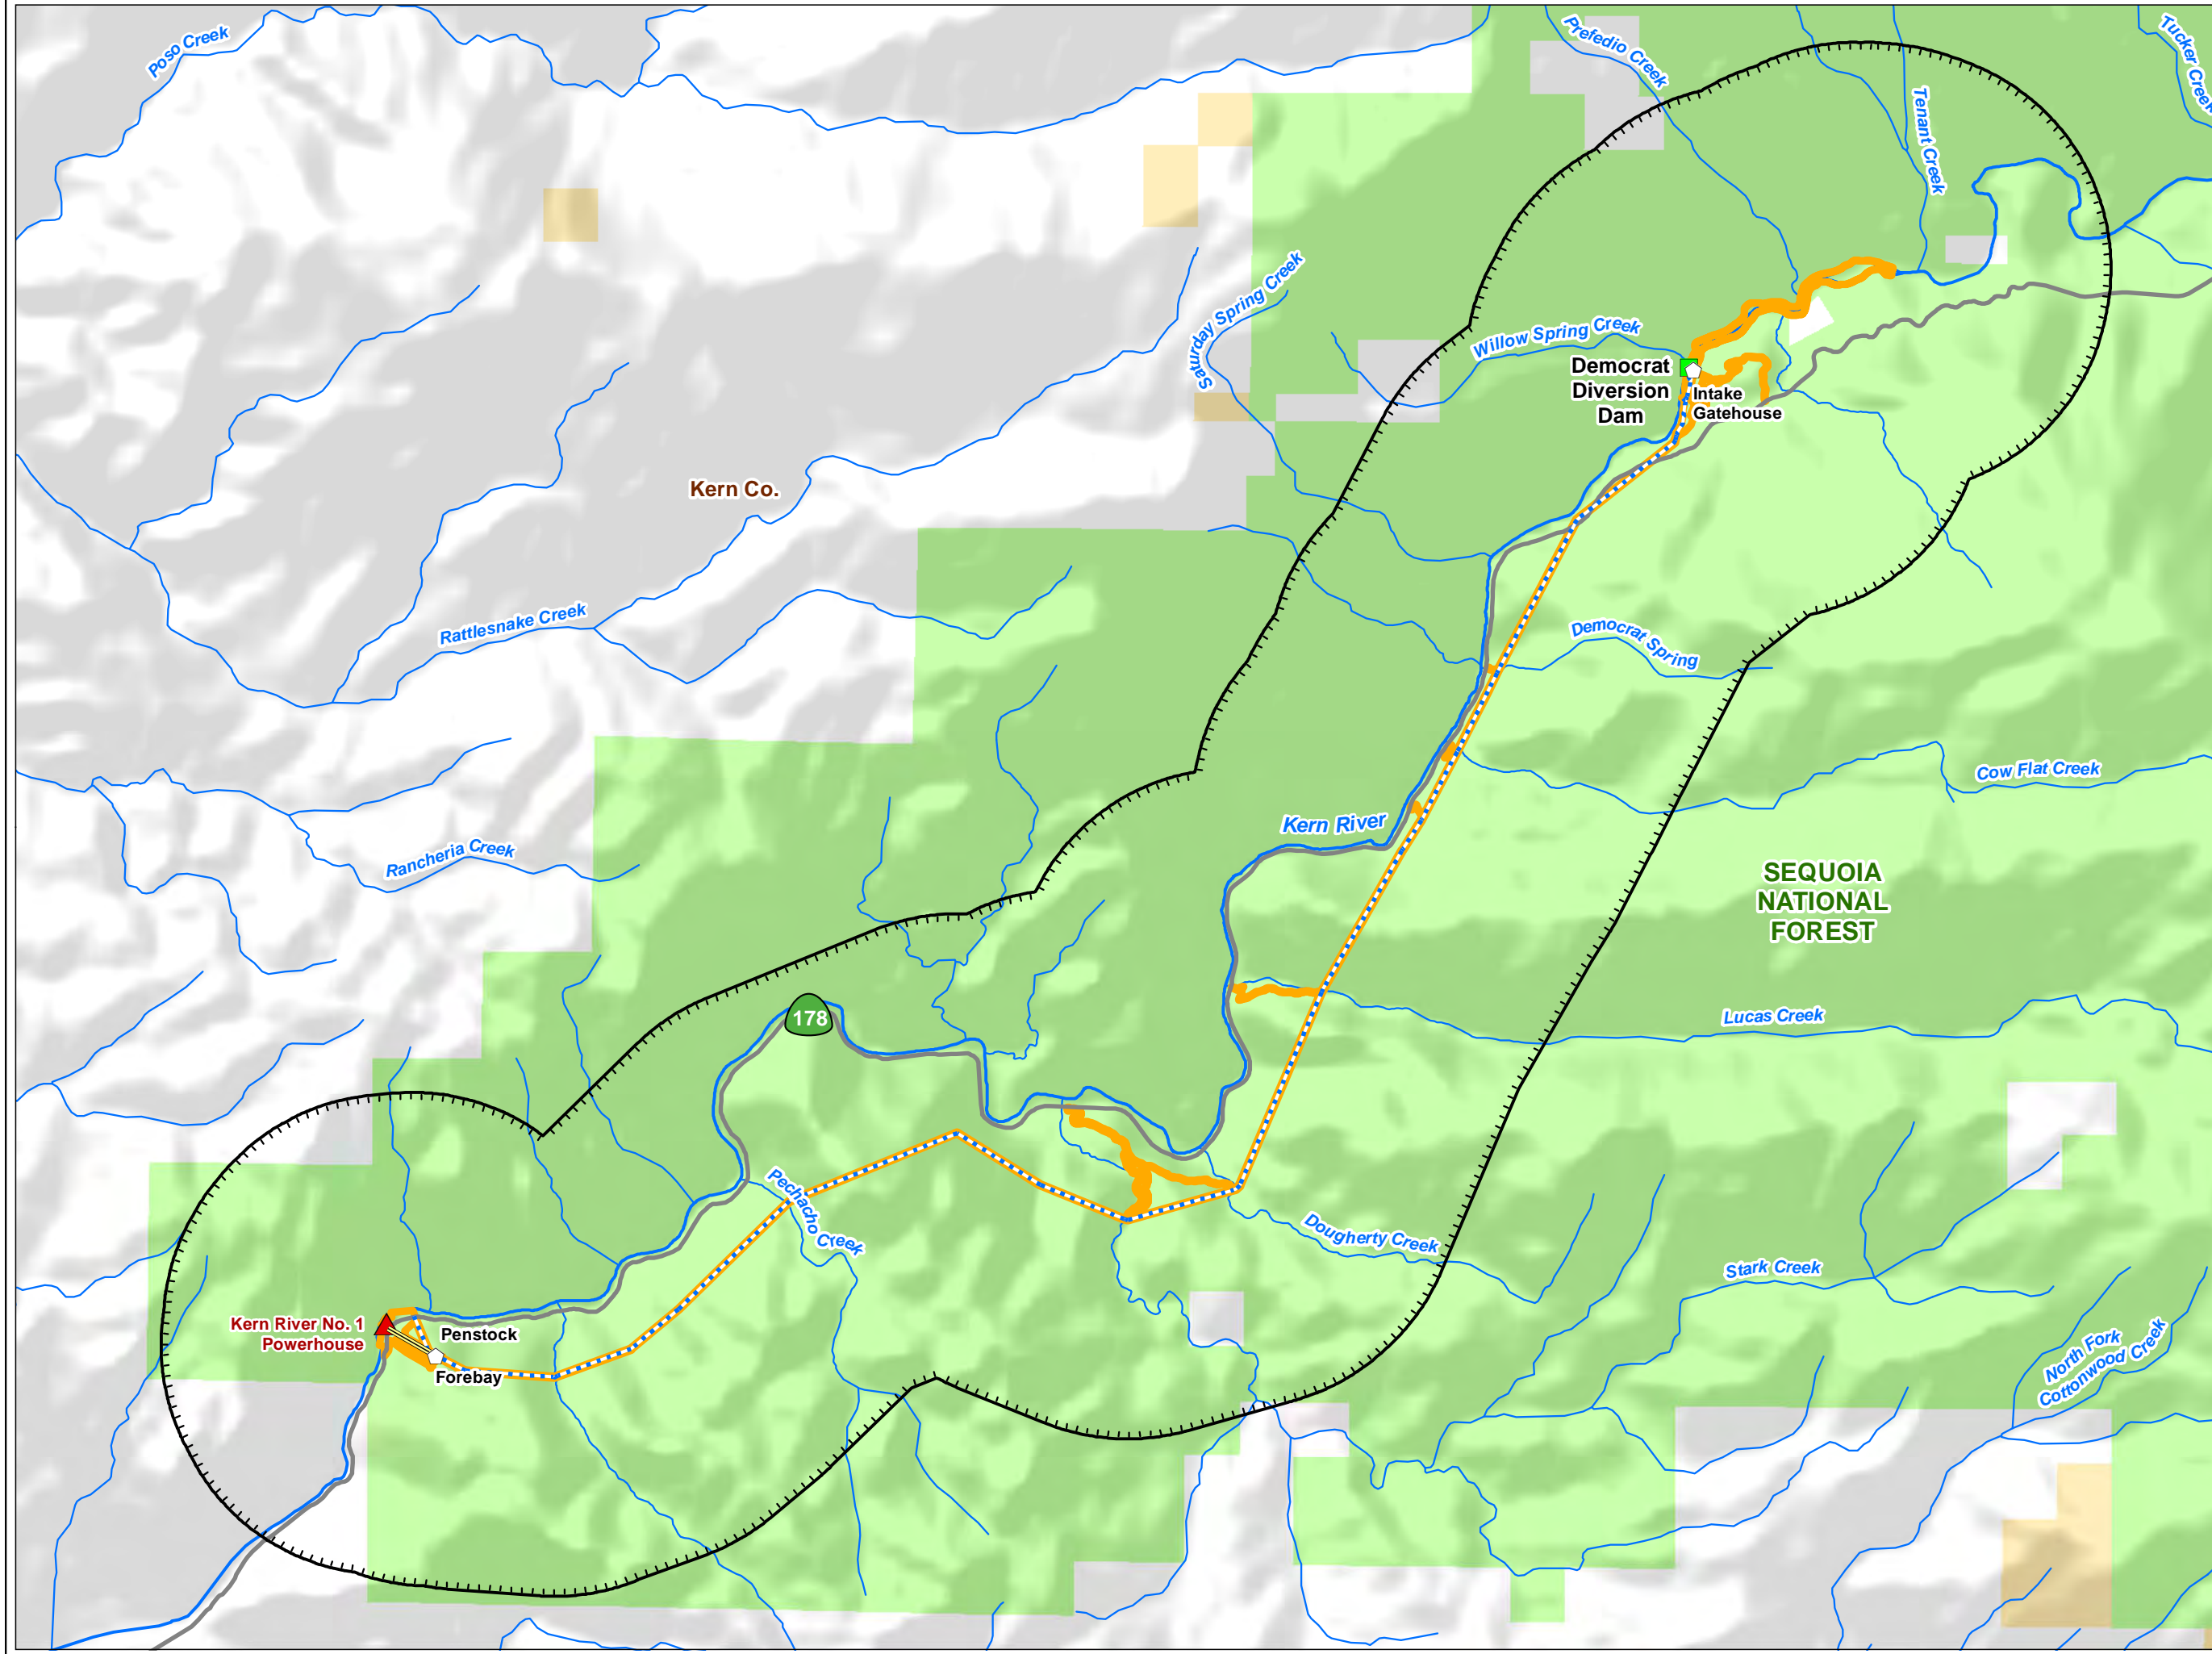 Poso Creek
Prefedio Creek
Tucker Creek
Tenant Creek
Saturday Spring Creek
Willow Spring Creek
Democrat
Diversion
Dam
Intake
Gatehouse
Kern Co.
Rattlesnake Creek
Democrat Spring
Cow Flat Creek
Kern River
Rancheria Creek
SEQUOIA
NATIONAL
FOREST
178
Lucas Creek
Pechacho Creek
Dougherty Creek
Stark Creek
Kern River No. 1
Powerhouse
Penstock
Forebay
North Fork
Cottonwood Creek